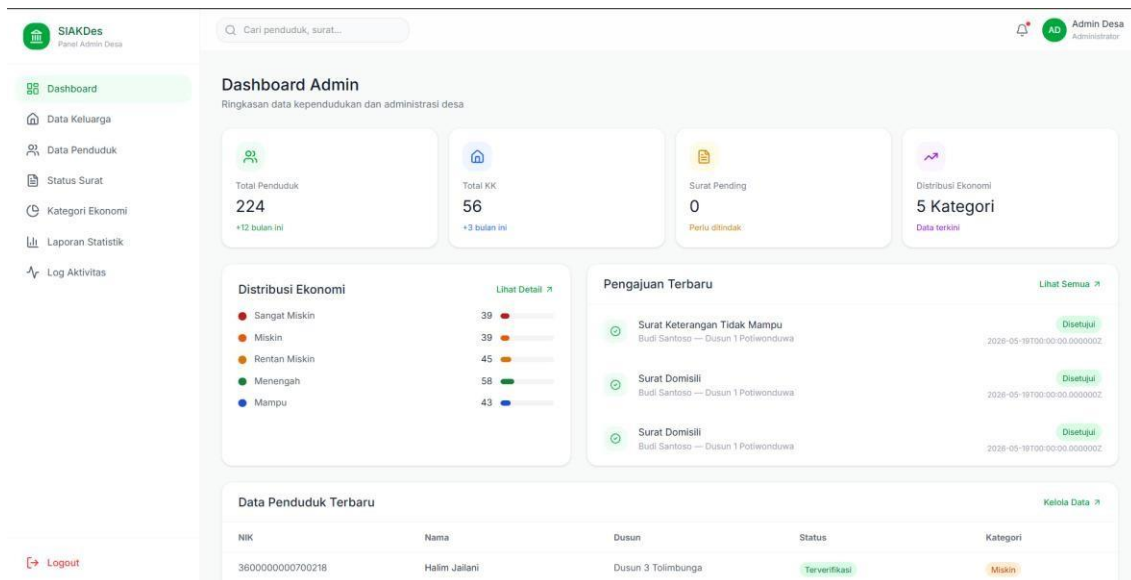 SIAKDes
Panel Admin Desa
Cari penduduk, surat...
AD
Admin Desa
Administrator
Dashboard
Data Keluarga
Data Penduduk
Status Surat
Kategori Ekonomi
Laporan Statistik
Log Aktivitas
Logout
Dashboard Admin
Ringkasan data kependudukan dan administrasi desa
Total Penduduk
224
+12 bulan ini
Total KK
56
+3 bulan ini
Surat Pending
0
Perlu ditindak
Distribusi Ekonomi
5 Kategori
Data terkini
Distribusi Ekonomi
Lihat Detail
Sangat Miskin 39
Miskin 39
Rentan Miskin 45
Menengah 58
Mampu 43
Pengajuan Terbaru
Lihat Semua
Surat Keterangan Tidak Mampu
Disetujui
Budi Santoso — Dusun 1 Potiwonduwa
2026-05-19T00:00:00.000000Z
Surat Domisili
Disetujui
Budi Santoso — Dusun 1 Potiwonduwa
2026-05-19T00:00:00.000000Z
Surat Domisili
Disetujui
Budi Santoso — Dusun 1 Potiwonduwa
2026-05-19T00:00:00.000000Z
Data Penduduk Terbaru
Kelola Data
NIK Nama Dusun Status Kategori
3600000000700218 Halim Jailani Dusun 3 Tolimbunga Terverifikasi Miskin